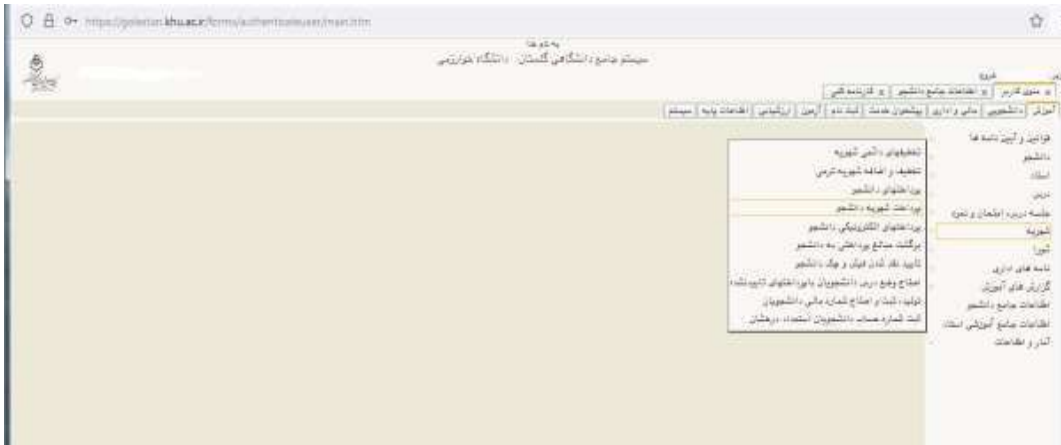 https://golestan.khu.ac.ir/forms/authenticateuser/main.htm
به نام خدا
سیستم جامع دانشگاهی گلستان - دانشگاه خوارزمی
خروج
منوی کاربر x اطلاعات جامع دانشجو x کارنامه کلی
آموزش دانشجویی مالی و اداری پیشخوان خدمت ثبت نام آزمون ارزشیابی اطلاعات پایه سیستم
قوانین و آیین نامه ها
دانشجو
استاد
درس
جلسه درس، امتحان و نمره
شهریه
شورا
نامه های اداری
گزارش های آموزش
اطلاعات جامع دانشجو
اطلاعات جامع آموزشی استاد
آمار و اطلاعات
تخفیفهای دائمی شهریه
تخفیف و اضافه شهریه ترمی
پرداختهای دانشجو
پرداخت شهریه دانشجو
پرداختهای الکترونیکی دانشجو
برگشت مبالغ پرداختی به دانشجو
تایید نقد شدن فیش و چک دانشجو
اصلاح وضع درس دانشجویان باپرداختهای تاییدنشده
تولید، ثبت و اصلاح شماره مالی دانشجویان
ثبت شماره حساب دانشجویان استعداد درخشان